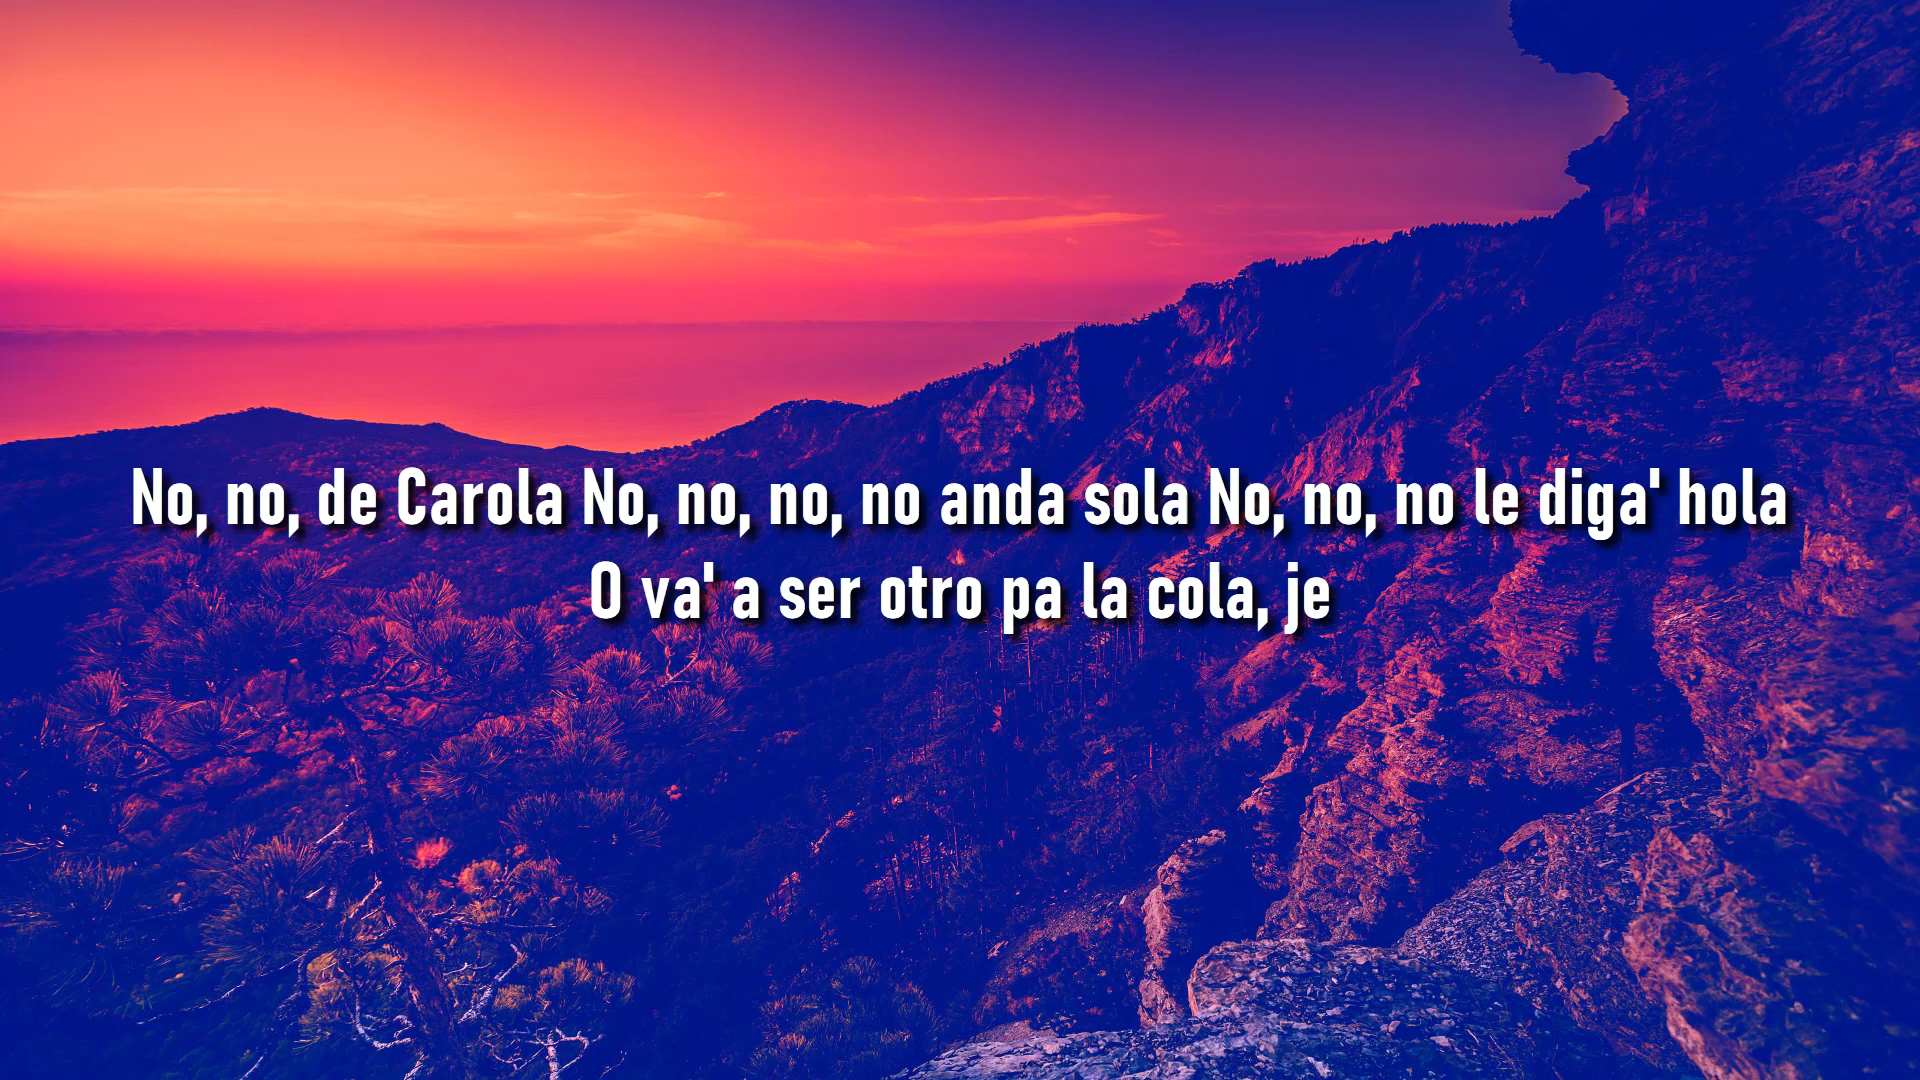 No, no, de Carola No, no, no, no anda sola No, no, no le diga' hola
O va' a ser otro pa la cola, je